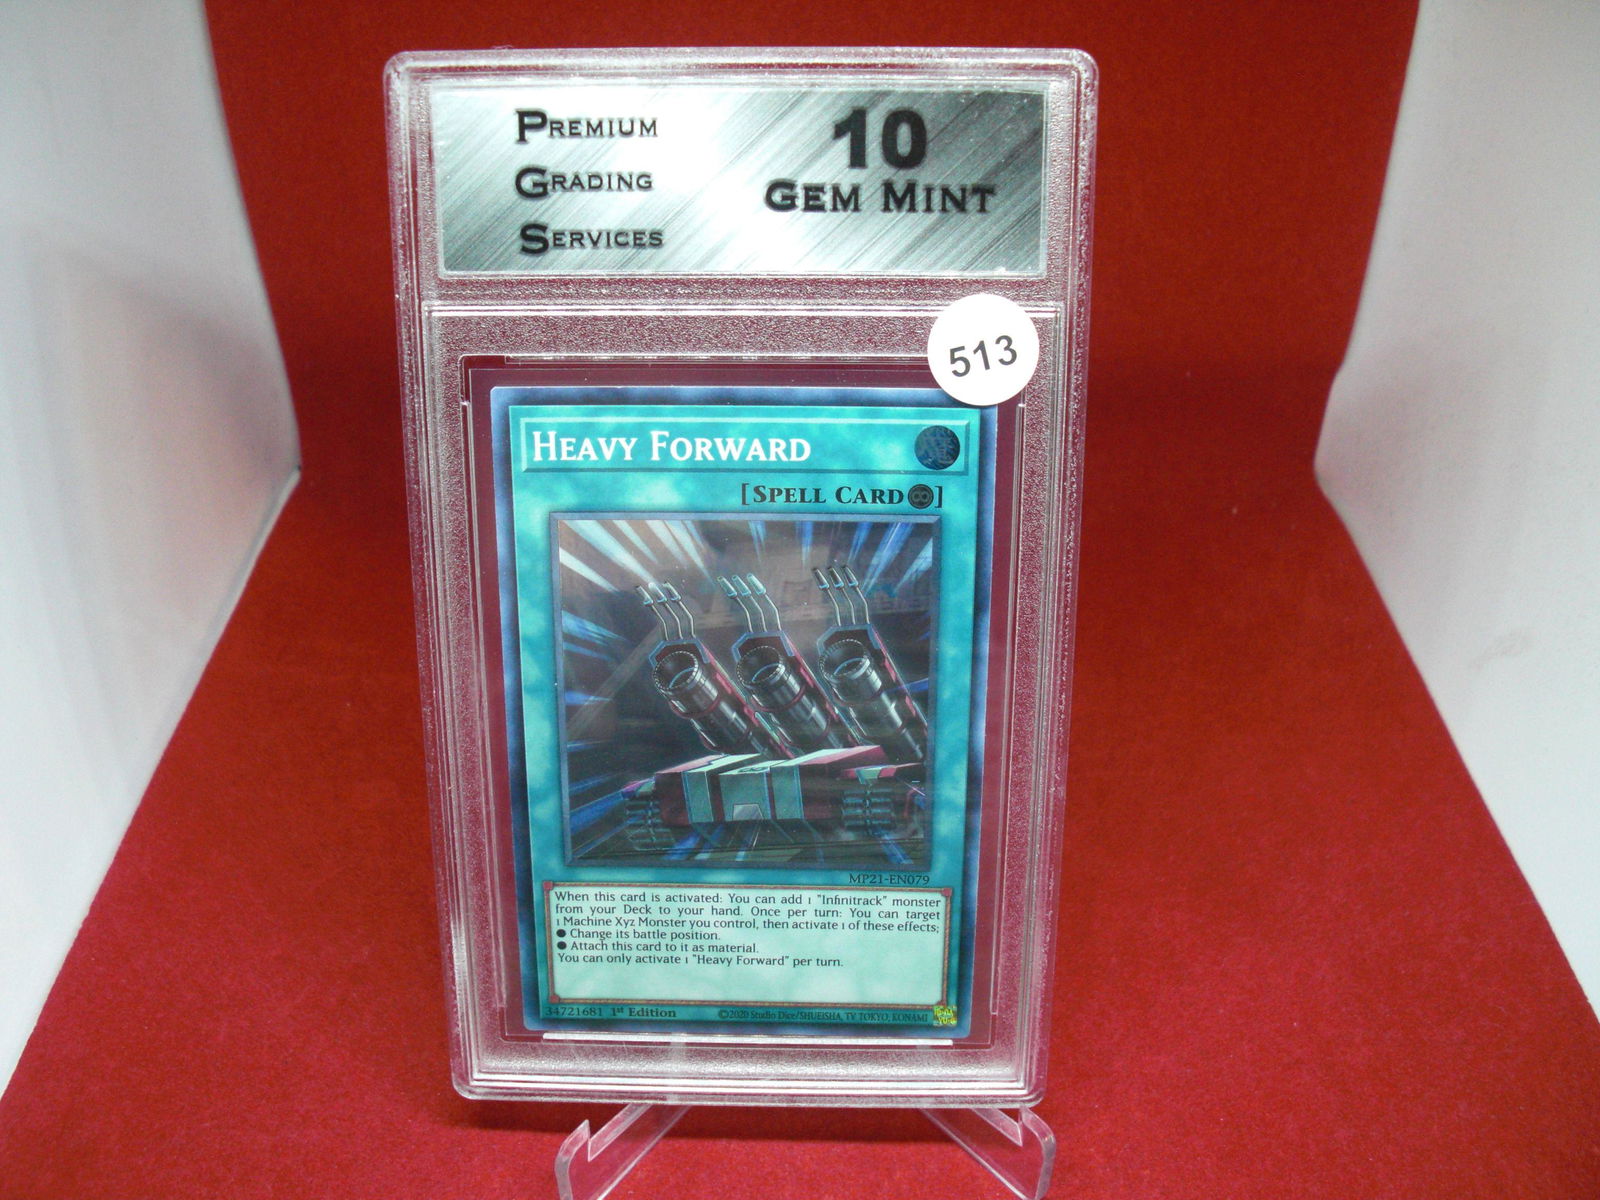 PREMIUM
GRADING
SERVICES
10
GEM MINT
513
HEAVY FORWARD
[SPELL CARD]
MP21-EN079
When this card is activated: You can add 1 "Infinitrack" monster
from your Deck to your hand. Once per turn: You can target
1 Machine Xyz Monster you control, then activate 1 of these effects;
● Change its battle position.
● Attach this card to it as material.
You can only activate 1 "Heavy Forward" per turn.
34721681 1st Edition ©2020 Studio Dice/SHUEISHA, TV TOKYO, KONAMI